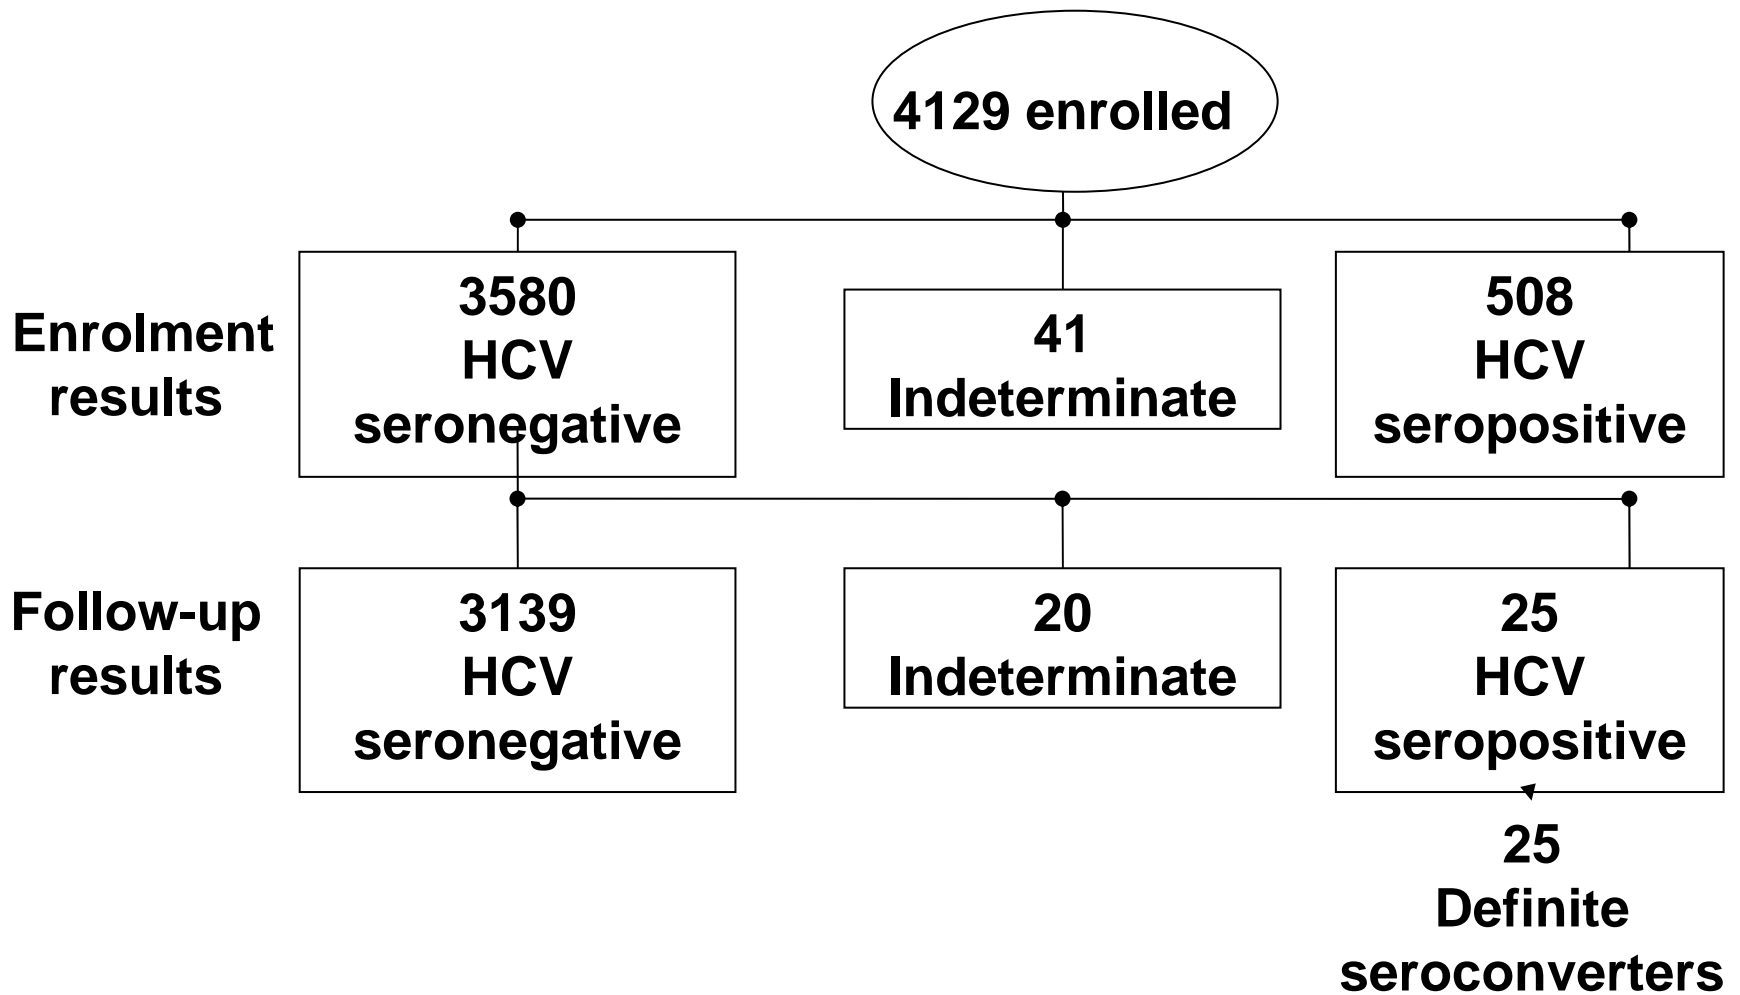 4129 enrolled
Enrolment
results
3580
HCV
seronegative
41
Indeterminate
508
HCV
seropositive
Follow-up
results
3139
HCV
seronegative
20
Indeterminate
25
HCV
seropositive
25
Definite
seroconverters